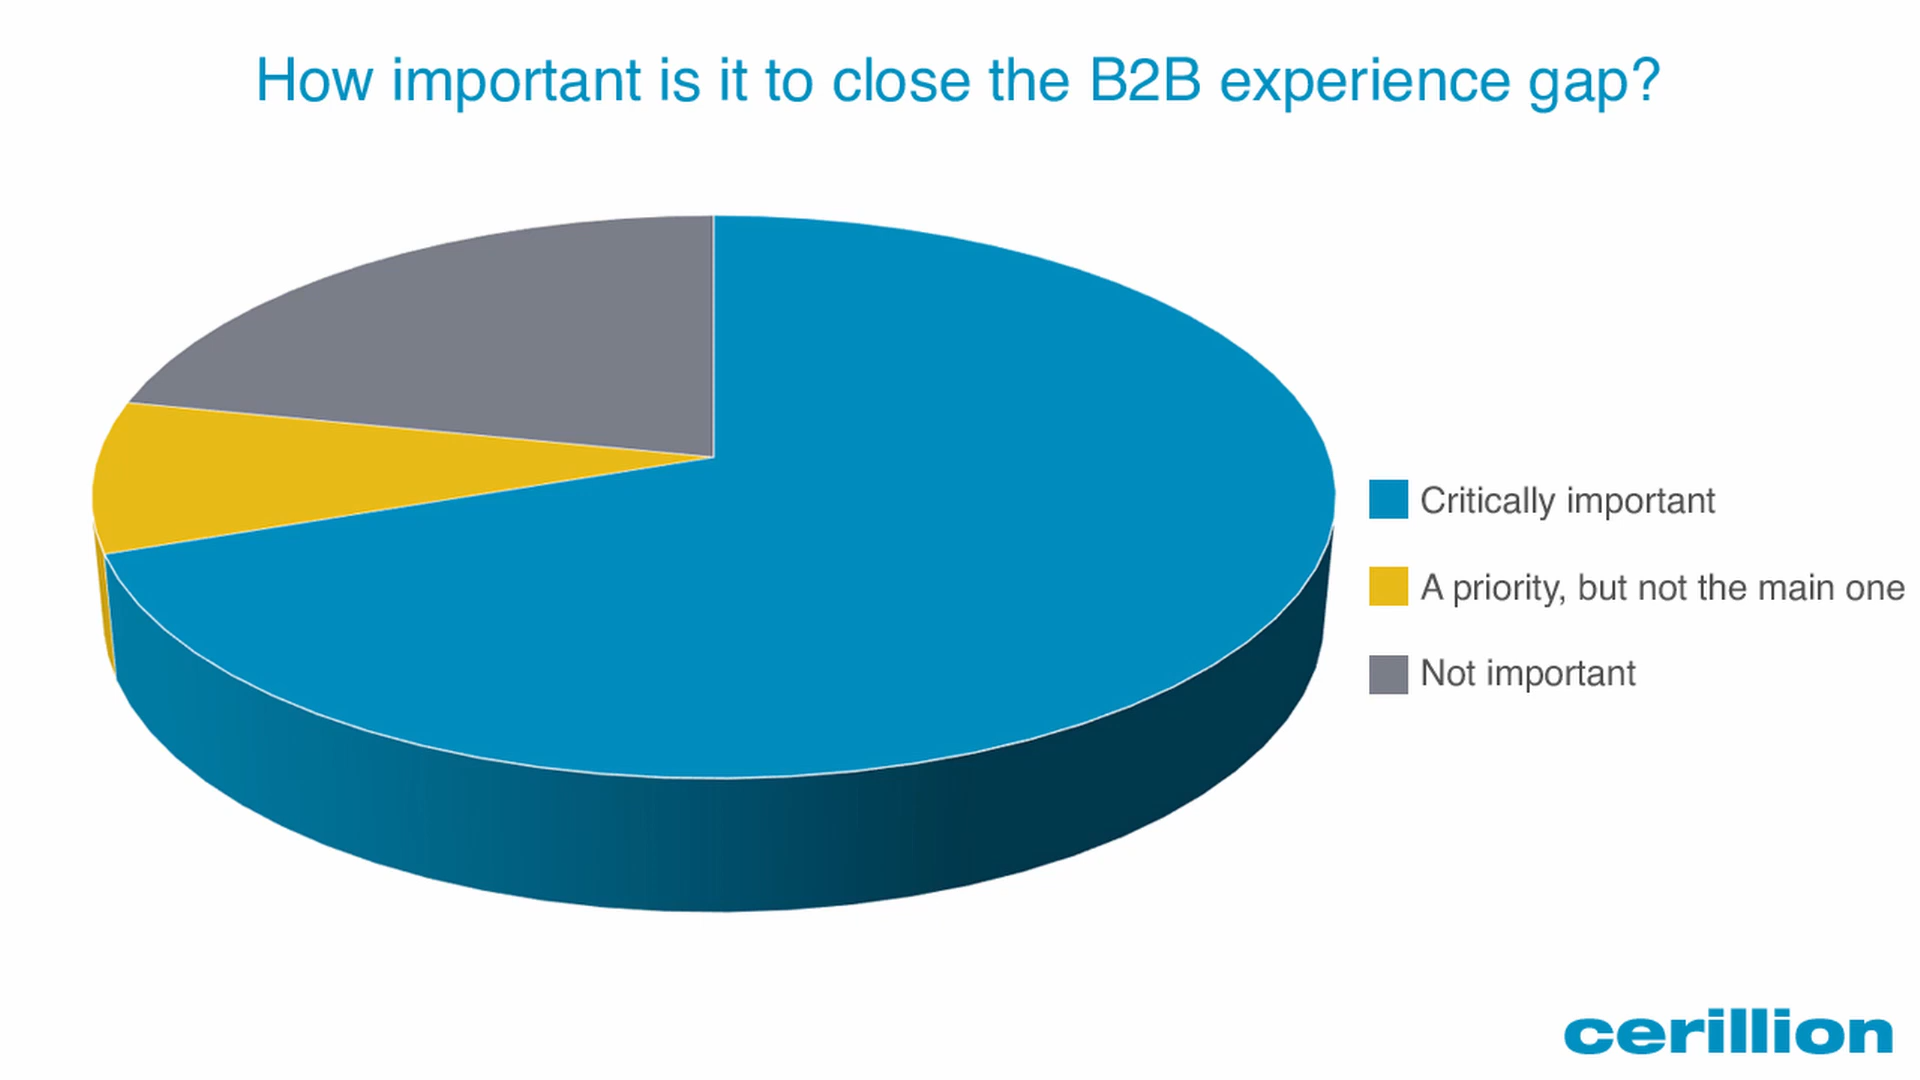 How important is it to close the B2B experience gap?
Critically important
A priority, but not the main one
Not important
cerillion